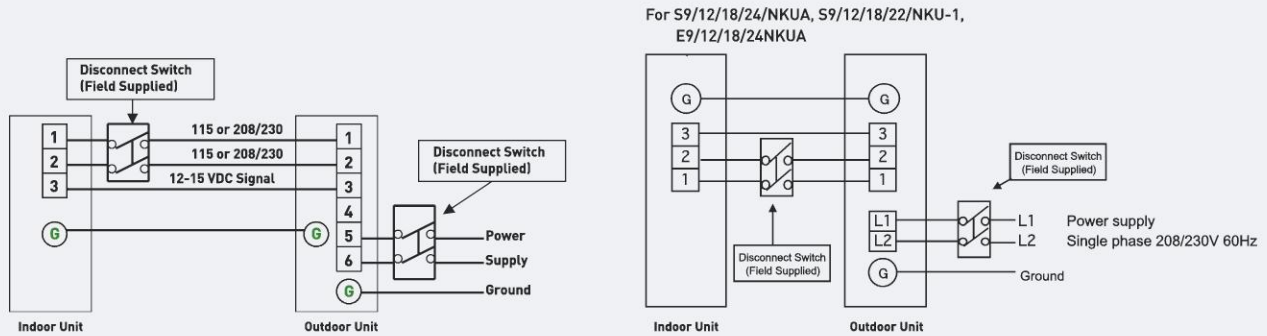 Disconnect Switch
(Field Supplied)
1
2
3
G
115 or 208/230
115 or 208/230
12-15 VDC Signal
1
2
3
4
5
6
G
G
Disconnect Switch
(Field Supplied)
Power
Supply
Ground
Indoor Unit
Outdoor Unit
For S9/12/18/24/NKUA, S9/12/18/22/NKU-1,
E9/12/18/24NKUA
G
3
2
1
G
3
2
1
L1
L2
G
Disconnect Switch
(Field Supplied)
Disconnect Switch
(Field Supplied)
L1 Power supply
L2 Single phase 208/230V 60Hz
Ground
Indoor Unit
Outdoor Unit